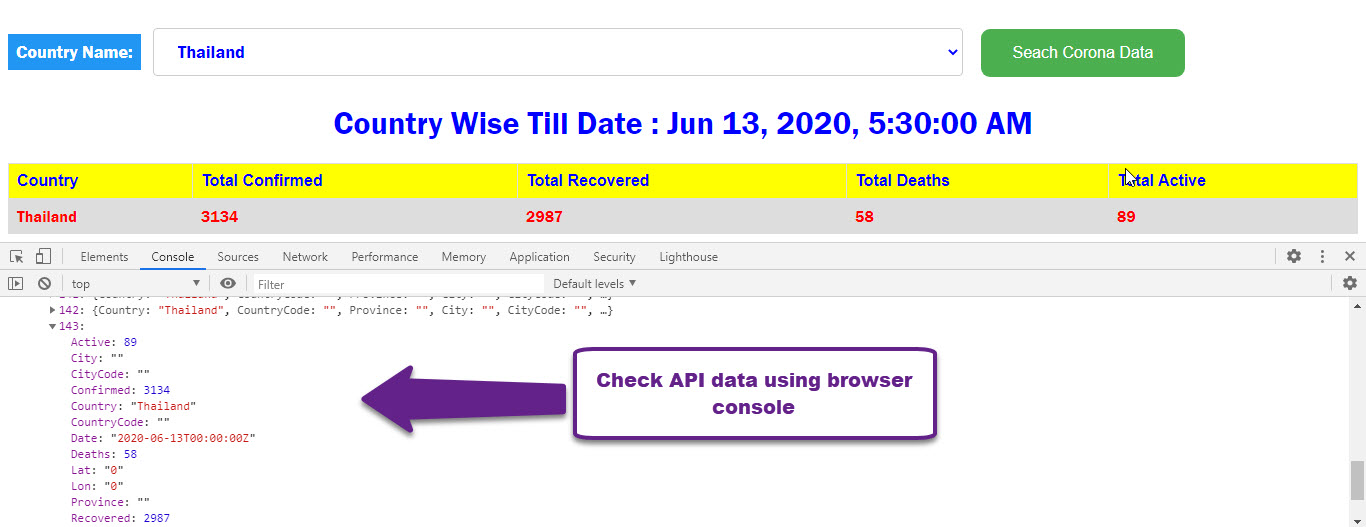 Country Name: Thailand Seach Corona Data
Country Wise Till Date : Jun 13, 2020, 5:30:00 AM
Country Total Confirmed Total Recovered Total Deaths Total Active
Thailand 3134 2987 58 89
Elements Console Sources Network Performance Memory Application Security Lighthouse
top Filter Default levels
142: {Country: "Thailand", CountryCode: "", Province: "", City: "", CityCode: "", …}
143:
Active: 89
City: ""
CityCode: ""
Confirmed: 3134
Country: "Thailand"
CountryCode: ""
Date: "2020-06-13T00:00:00Z"
Deaths: 58
Lat: "0"
Lon: "0"
Province: ""
Recovered: 2987
Check API data using browser
console